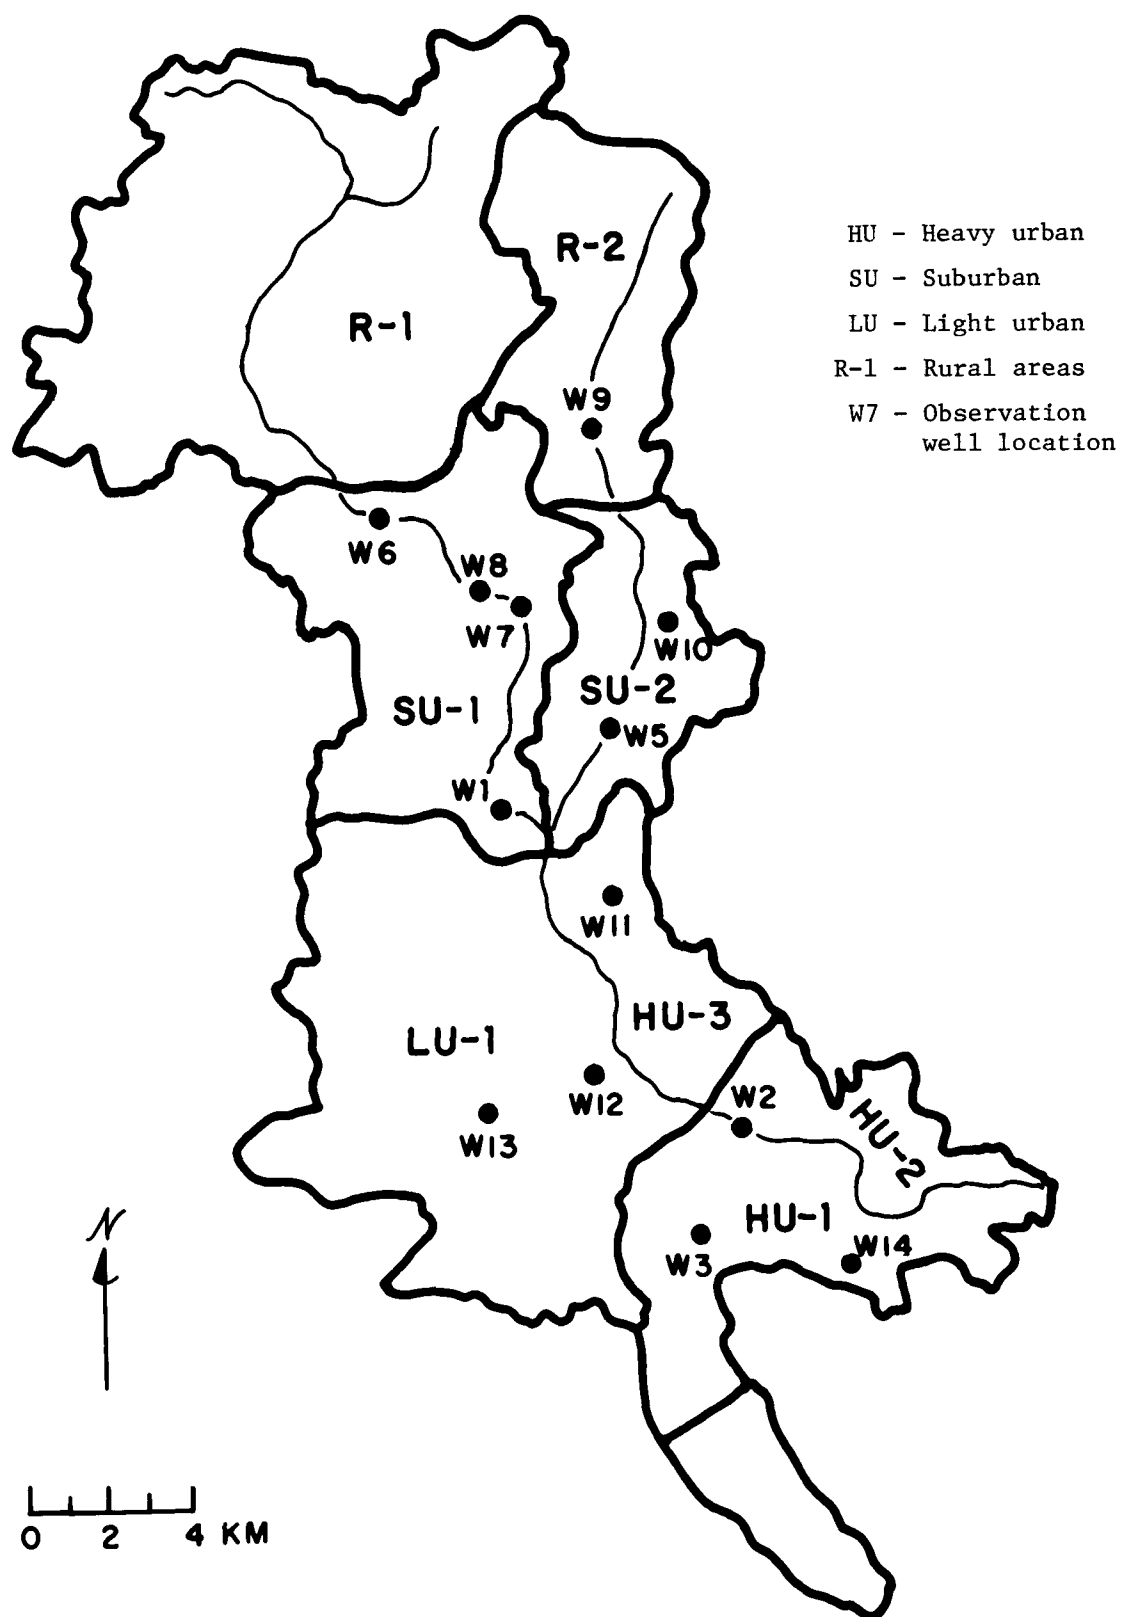 R-2
HU – Heavy urban
SU – Suburban
R-1
LU – Light urban
R-1 – Rural areas
W9
W7 – Observation
well location
W6
W8
W7
W10
SU-2
SU-1
W5
W1
W11
HU-3
LU-1
W2
W12
HU-2
W13
N
HU-1
W14
W3
0 2 4 KM